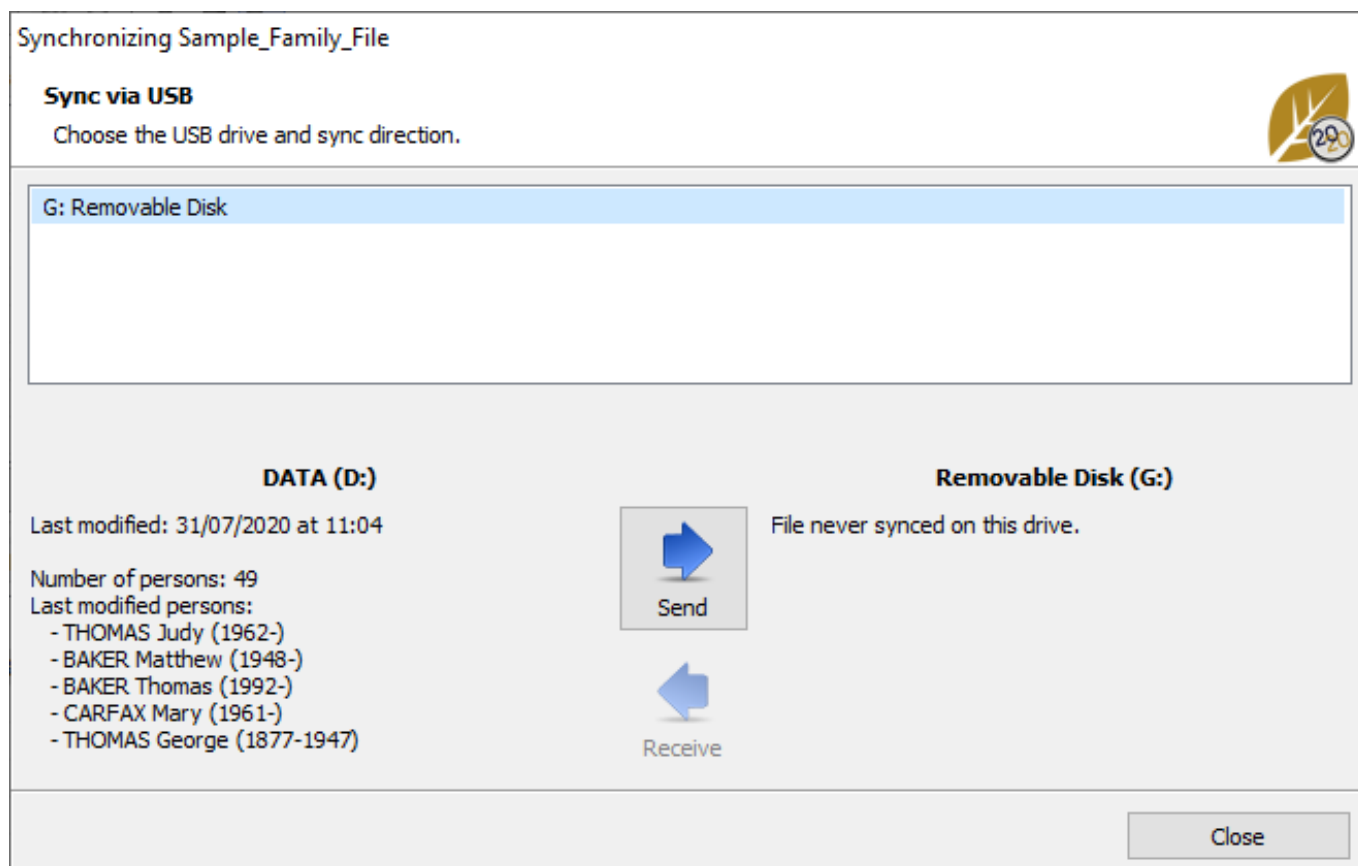 Synchronizing Sample_Family_File
Sync via USB
Choose the USB drive and sync direction.
2020
G: Removable Disk
DATA (D:)
Last modified: 31/07/2020 at 11:04
Number of persons: 49
Last modified persons:
- THOMAS Judy (1962-)
- BAKER Matthew (1948-)
- BAKER Thomas (1992-)
- CARFAX Mary (1961-)
- THOMAS George (1877-1947)
Send
Receive
Removable Disk (G:)
File never synced on this drive.
Close